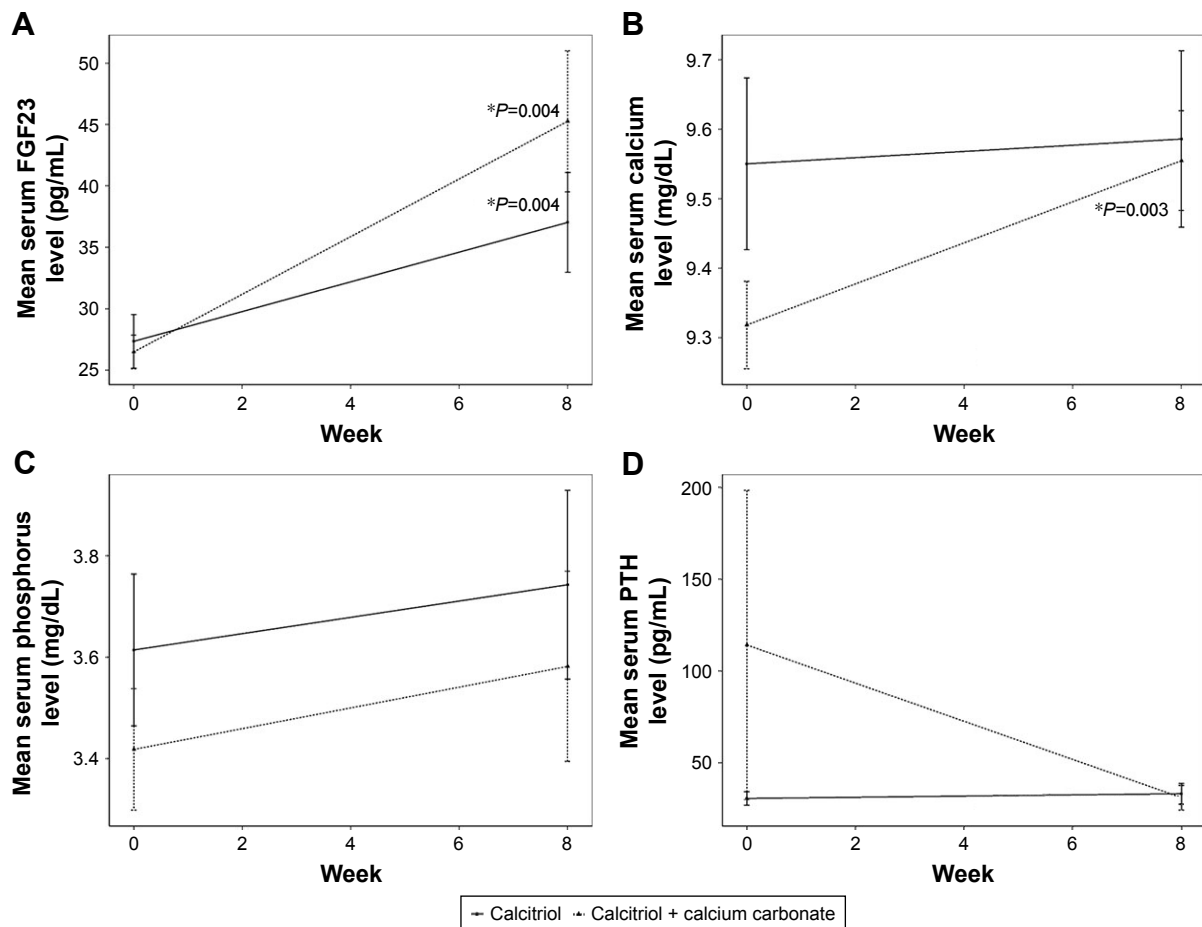 A
Mean serum FGF23
level (pg/mL)
50
45
40
35
30
25
*P=0.004
*P=0.004
0 2 4 6 8
Week
B
Mean serum calcium
level (mg/dL)
9.7
9.6
9.5
9.4
9.3
*P=0.003
0 2 4 6 8
Week
C
Mean serum phosphorus
level (mg/dL)
3.8
3.6
3.4
0 2 4 6 8
Week
D
Mean serum PTH
level (pg/mL)
200
150
100
50
0 2 4 6 8
Week
Calcitriol Calcitriol + calcium carbonate